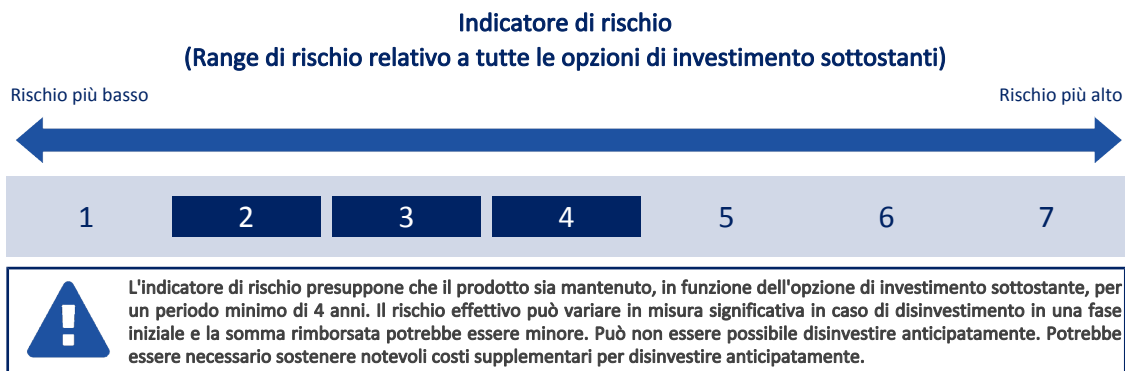 Indicatore di rischio
(Range di rischio relativo a tutte le opzioni di investimento sottostanti)
Rischio più basso
Rischio più alto
1 2 3 4 5 6 7
L'indicatore di rischio presuppone che il prodotto sia mantenuto, in funzione dell'opzione di investimento sottostante, per
un periodo minimo di 4 anni. Il rischio effettivo può variare in misura significativa in caso di disinvestimento in una fase
iniziale e la somma rimborsata potrebbe essere minore. Può non essere possibile disinvestire anticipatamente. Potrebbe
essere necessario sostenere notevoli costi supplementari per disinvestire anticipatamente.